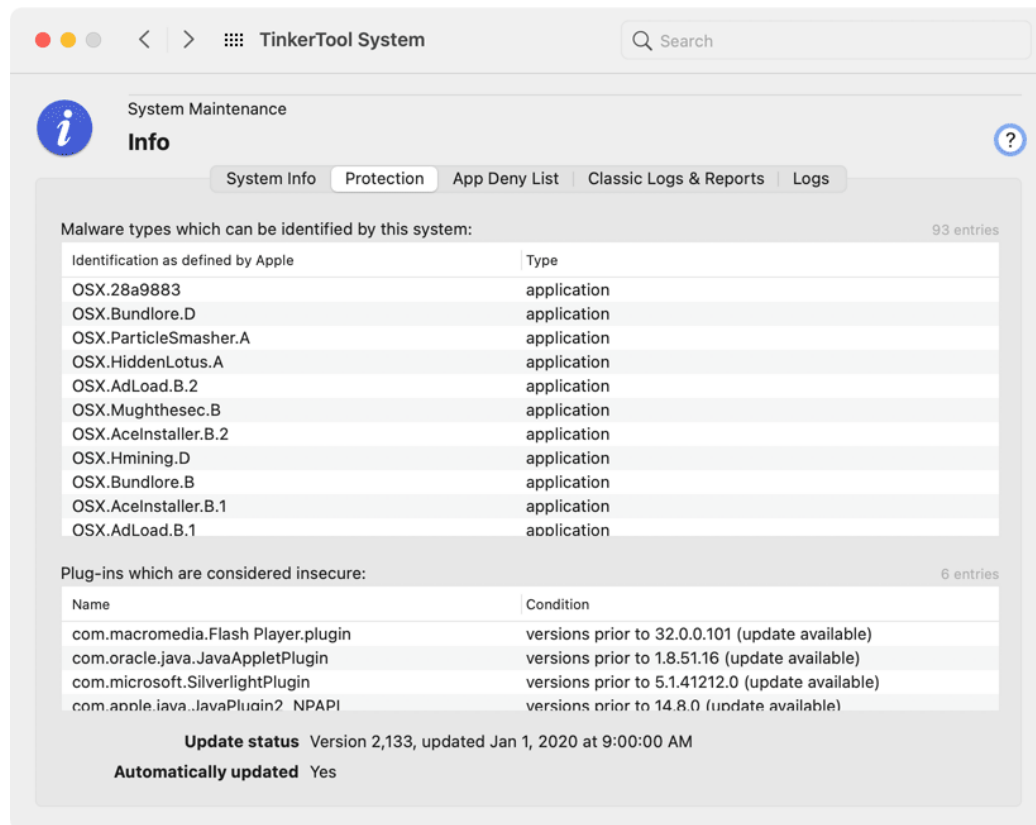 TinkerTool System
Search
System Maintenance
Info
?
System Info Protection App Deny List Classic Logs & Reports Logs
Malware types which can be identified by this system: 93 entries
Identification as defined by Apple Type
OSX.28a9883 application
OSX.Bundlore.D application
OSX.ParticleSmasher.A application
OSX.HiddenLotus.A application
OSX.AdLoad.B.2 application
OSX.Mughthesec.B application
OSX.AceInstaller.B.2 application
OSX.Hmining.D application
OSX.Bundlore.B application
OSX.AceInstaller.B.1 application
OSX.AdLoad.B.1 application
Plug-ins which are considered insecure: 6 entries
Name Condition
com.macromedia.Flash Player.plugin versions prior to 32.0.0.101 (update available)
com.oracle.java.JavaAppletPlugin versions prior to 1.8.51.16 (update available)
com.microsoft.SilverlightPlugin versions prior to 5.1.41212.0 (update available)
com.apple.java.JavaPlugin2_NPAPI versions prior to 14.8.0 (update available)
Update status Version 2,133, updated Jan 1, 2020 at 9:00:00 AM
Automatically updated Yes